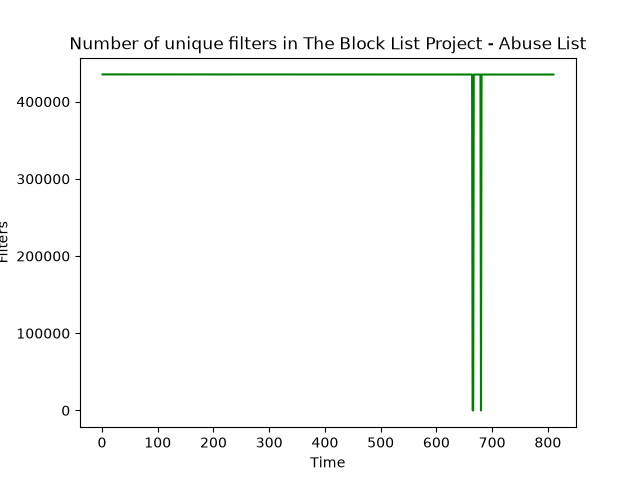 Number of unique filters in The Block List Project - Abuse List
400000
300000
200000
100000
0
Filters
0 100 200 300 400 500 600 700 800
Time